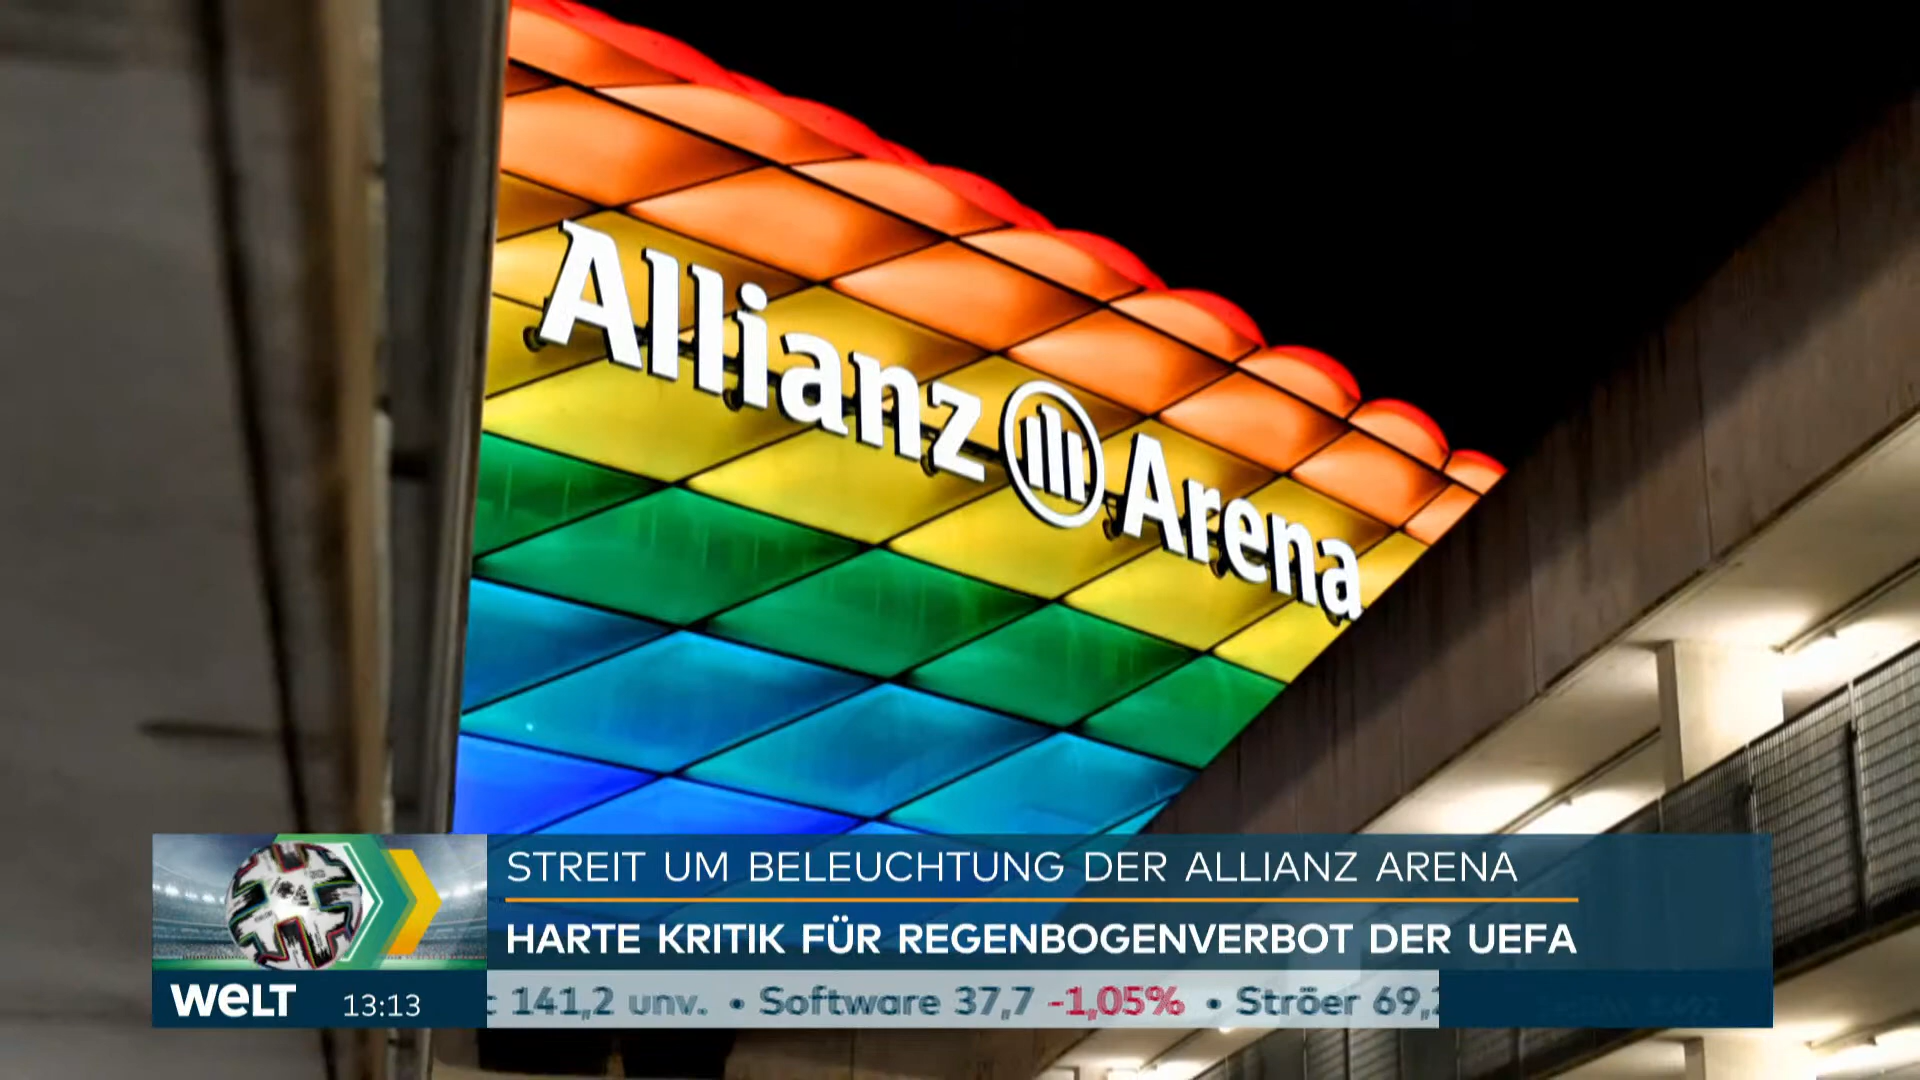 Allianz Arena
STREIT UM BELEUCHTUNG DER ALLIANZ ARENA
HARTE KRITIK FÜR REGENBOGENVERBOT DER UEFA
WELT 13:13 141,2 unv. • Software 37,7 -1,05% • Ströer 69,